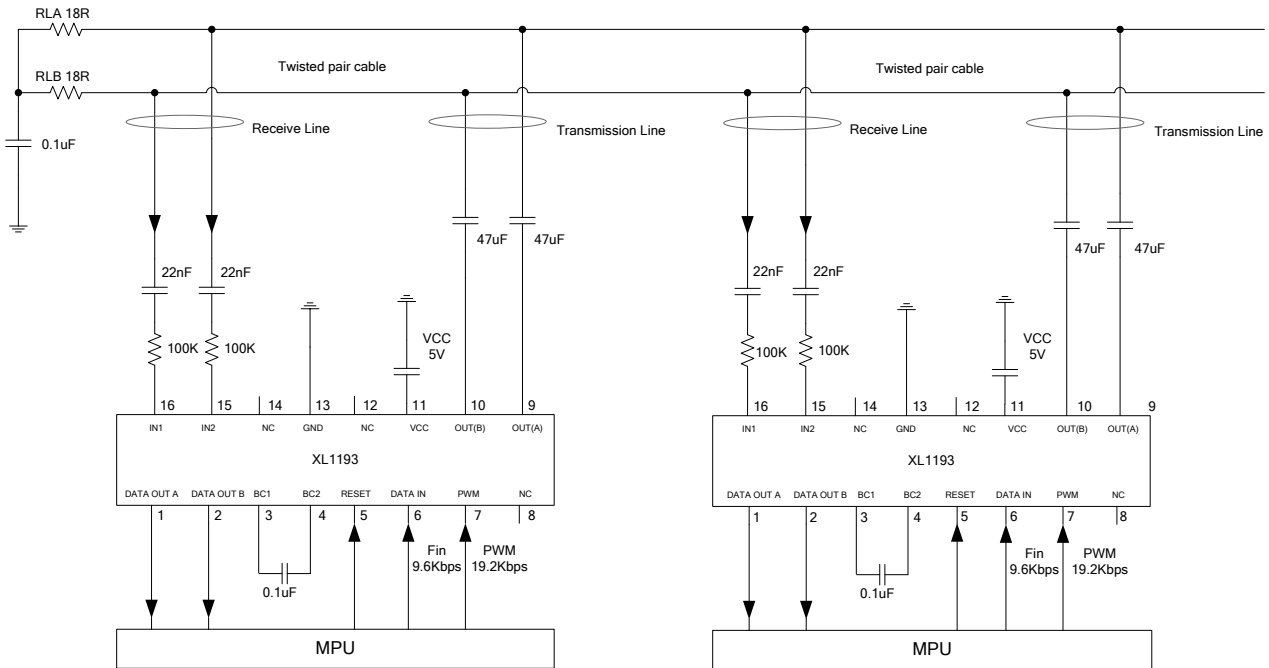 RLA 18R
RLB 18R
Twisted pair cable
Twisted pair cable
0.1uF
Receive Line
Transmission Line
Receive Line
Transmission Line
47uF
47uF
47uF
47uF
22nF
22nF
22nF
22nF
100K
100K
VCC
5V
100K
100K
VCC
5V
16 15 14 13 12 11 10 9
IN1 IN2 NC GND NC VCC OUT(B) OUT(A)
XL1193
DATA OUT A DATA OUT B BC1 BC2 RESET DATA IN PWM NC
1 2 3 4 5 6 7 8
16 15 14 13 12 11 10 9
IN1 IN2 NC GND NC VCC OUT(B) OUT(A)
XL1193
DATA OUT A DATA OUT B BC1 BC2 RESET DATA IN PWM NC
1 2 3 4 5 6 7 8
0.1uF
Fin
9.6Kbps
PWM
19.2Kbps
0.1uF
Fin
9.6Kbps
PWM
19.2Kbps
MPU
MPU